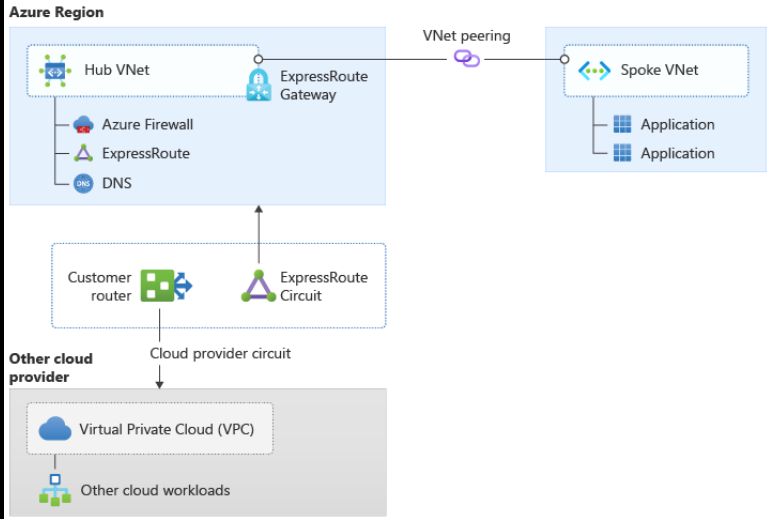 Azure Region
VNet peering
Hub VNet
ExpressRoute
Gateway
Spoke VNet
Azure Firewall
ExpressRoute
DNS
DNS
Application
Application
Customer
router
ExpressRoute
Circuit
Cloud provider circuit
Other cloud
provider
Virtual Private Cloud (VPC)
Other cloud workloads